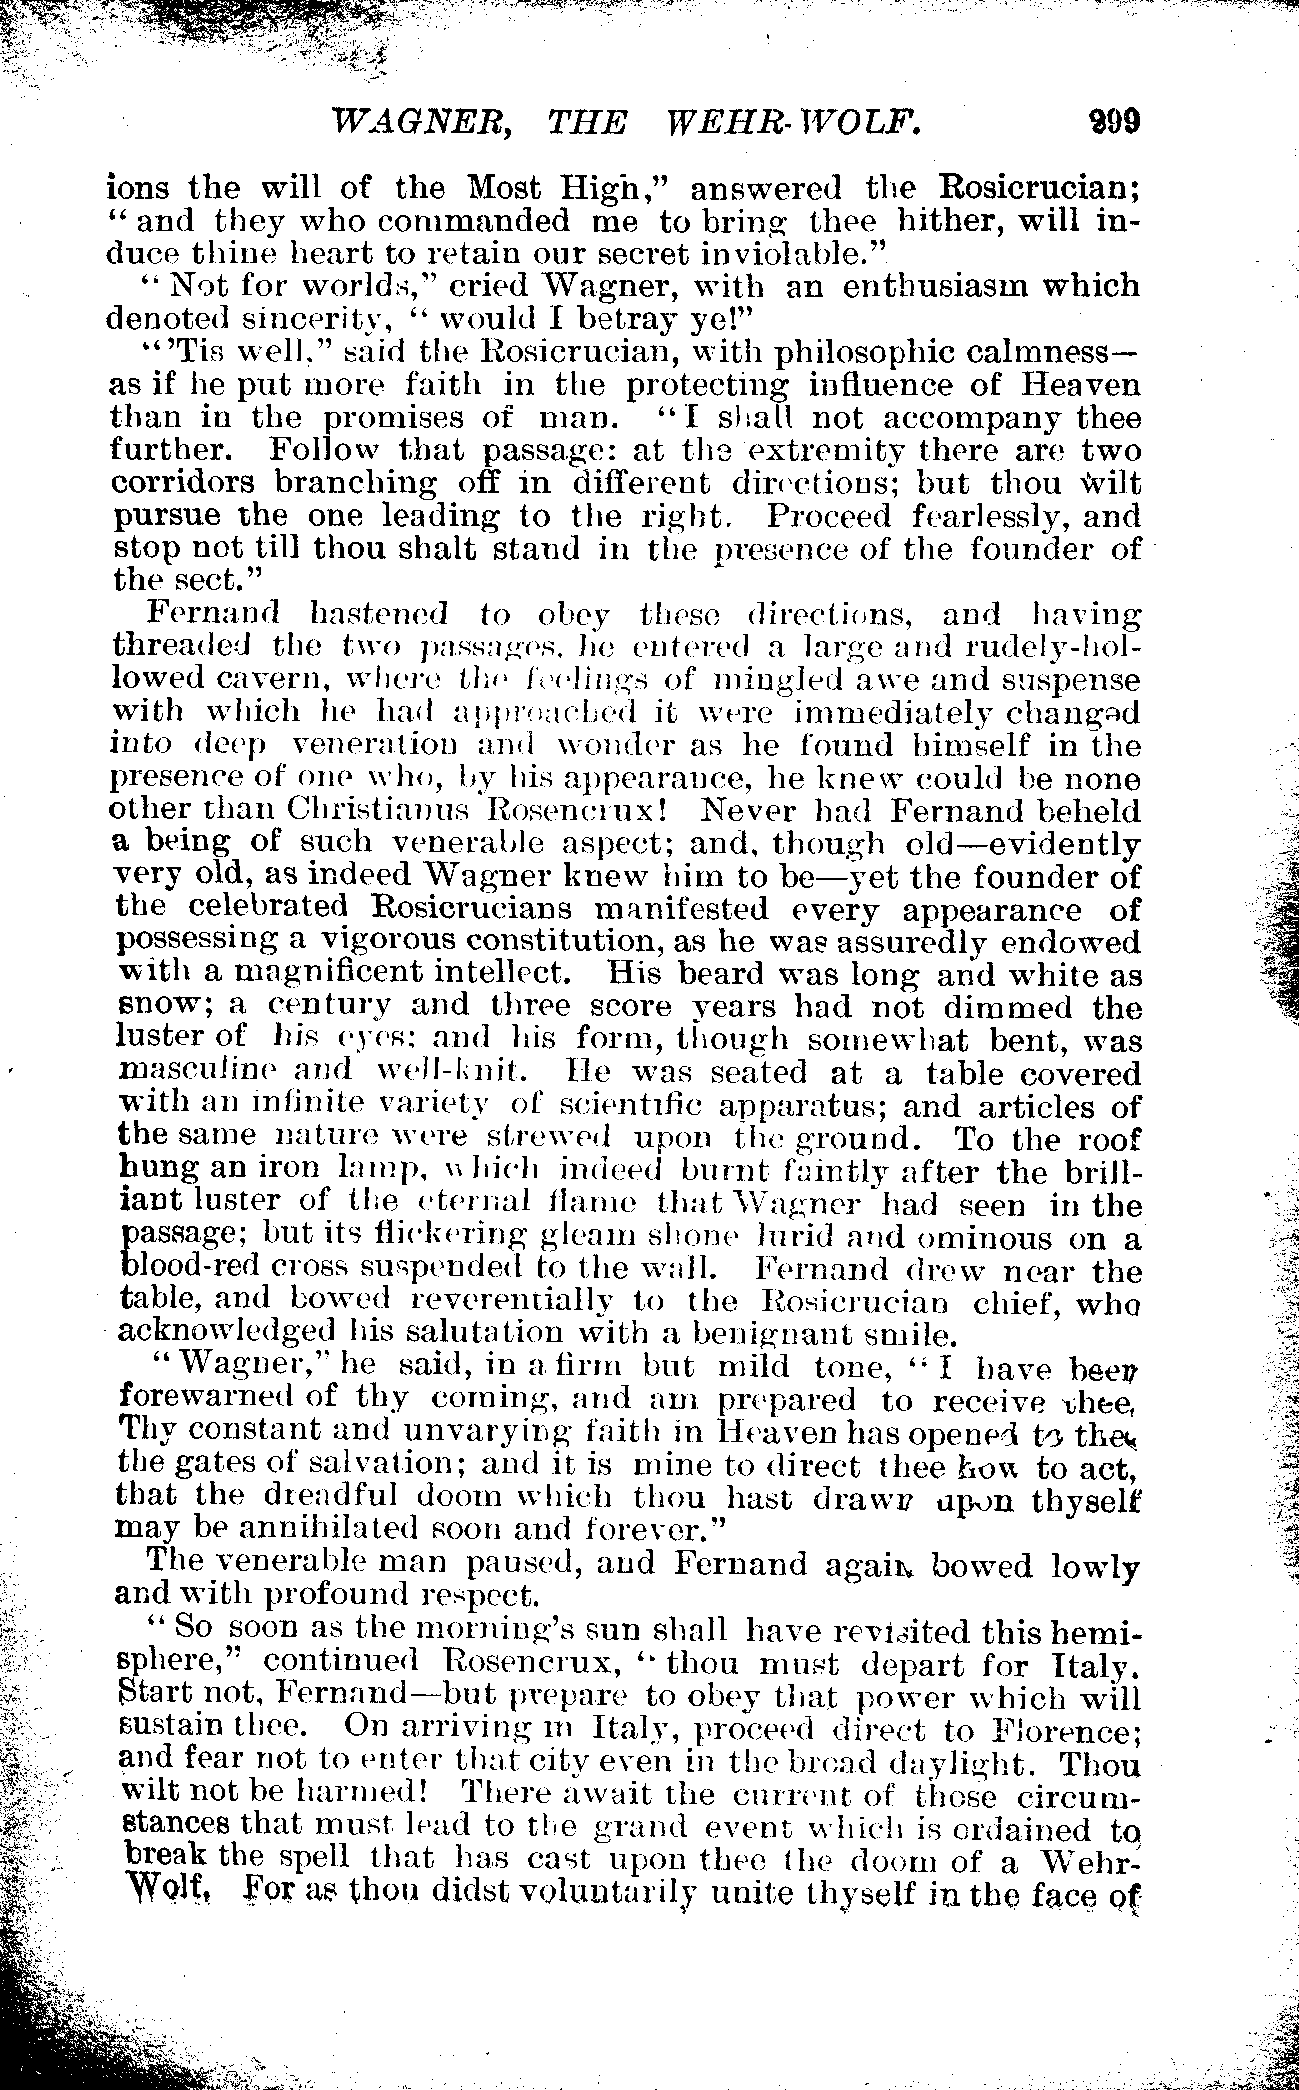 WAGNER, THE WEHR-WOLF. 299
ions the will of the Most High,” answered the Rosicrucian;
“and they who commanded me to bring thee hither, will in-
duce thine heart to retain our secret inviolable.”
“Not for worlds,” cried Wagner, with an enthusiasm which
denoted sincerity, “would I betray ye!”
“’Tis well,” said the Rosicrucian, with philosophic calmness—
as if he put more faith in the protecting influence of Heaven
than in the promises of man. “I shall not accompany thee
further. Follow that passage: at the extremity there are two
corridors branching off in different directions; but thou wilt
pursue the one leading to the right. Proceed fearlessly, and
stop not till thou shalt stand in the presence of the founder of
the sect.”
Fernand hastened to obey these directions, and having
threaded the two passages, he entered a large and rudely-hol-
lowed cavern, where the feelings of mingled awe and suspense
with which he had approached it were immediately changed
into deep veneration and wonder as he found himself in the
presence of one who, by his appearance, he knew could be none
other than Christianus Rosencrux! Never had Fernand beheld
a being of such venerable aspect; and, though old—evidently
very old, as indeed Wagner knew him to be—yet the founder of
the celebrated Rosicrucians manifested every appearance of
possessing a vigorous constitution, as he was assuredly endowed
with a magnificent intellect. His beard was long and white as
snow; a century and three score years had not dimmed the
luster of his eyes; and his form, though somewhat bent, was
masculine and well-knit. He was seated at a table covered
with an infinite variety of scientific apparatus; and articles of
the same nature were strewed upon the ground. To the roof
hung an iron lamp, which indeed burnt faintly after the brill-
iant luster of the eternal flame that Wagner had seen in the
passage; but its flickering gleam shone lurid and ominous on a
blood-red cross suspended to the wall. Fernand drew near the
table, and bowed reverentially to the Rosicrucian chief, who
acknowledged his salutation with a benignant smile.
“Wagner,” he said, in a firm but mild tone, “I have been
forewarned of thy coming, and am prepared to receive thee.
Thy constant and unvarying faith in Heaven has opened to thee
the gates of salvation; and it is mine to direct thee how to act,
that the dreadful doom which thou hast drawn upon thyself
may be annihilated soon and forever.”
The venerable man paused, and Fernand again bowed lowly
and with profound respect.
“So soon as the morning’s sun shall have revisited this hemi-
sphere,” continued Rosencrux, “thou must depart for Italy.
Start not, Fernand—but prepare to obey that power which will
sustain thee. On arriving in Italy, proceed direct to Florence;
and fear not to enter that city even in the broad daylight. Thou
wilt not be harmed! There await the current of those circum-
stances that must lead to the grand event which is ordained to
break the spell that has cast upon thee the doom of a Wehr-
Wolf. For as thou didst voluntarily unite thyself in the face of